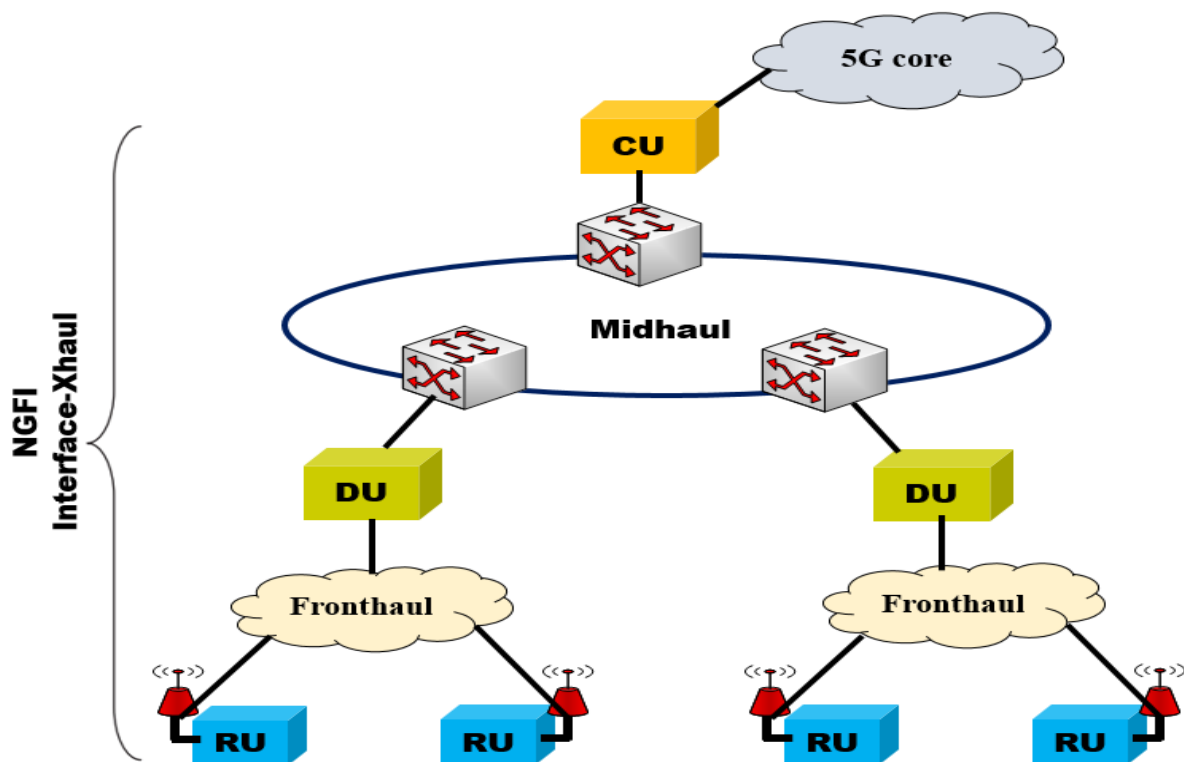 5G core
CU
Midhaul
NGFI
Interface-Xhaul
DU
DU
Fronthaul
Fronthaul
RU
RU
RU
RU